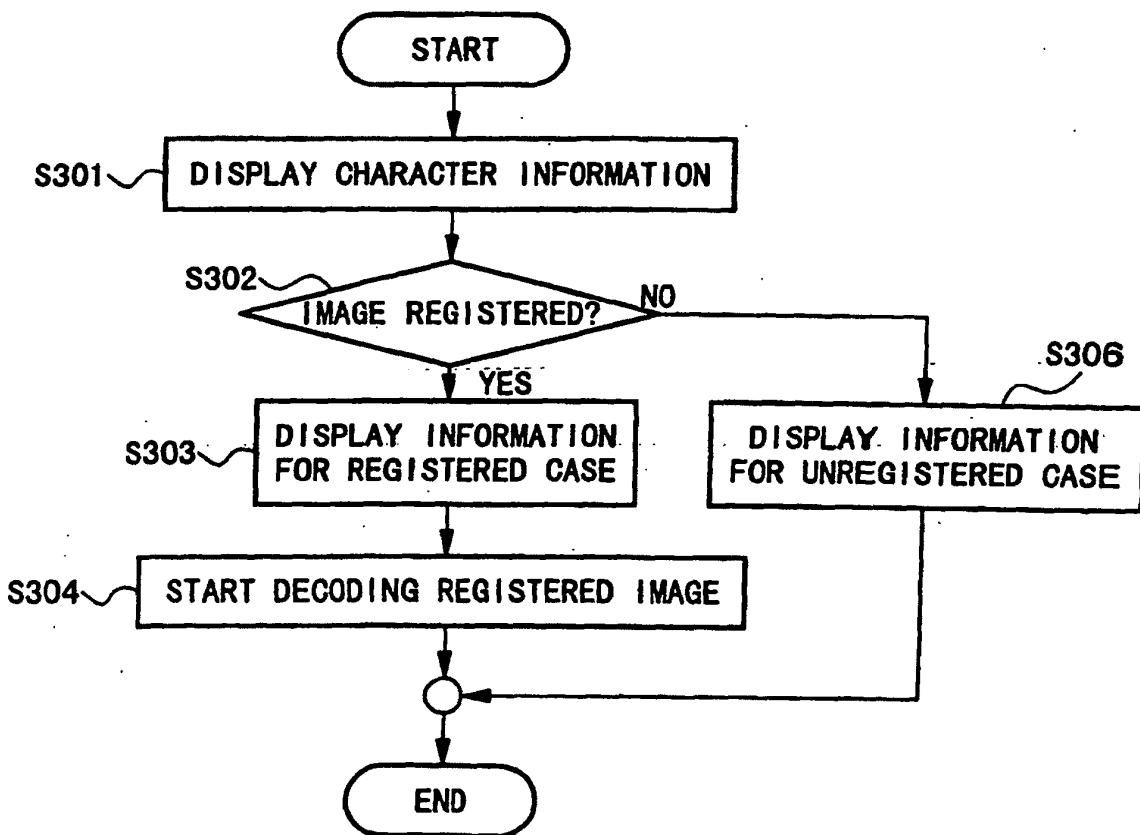 START
S301
DISPLAY CHARACTER INFORMATION
S302
IMAGE REGISTERED?
NO
YES
S306
S303
DISPLAY INFORMATION
FOR REGISTERED CASE
DISPLAY INFORMATION
FOR UNREGISTERED CASE
S304
START DECODING REGISTERED IMAGE
END